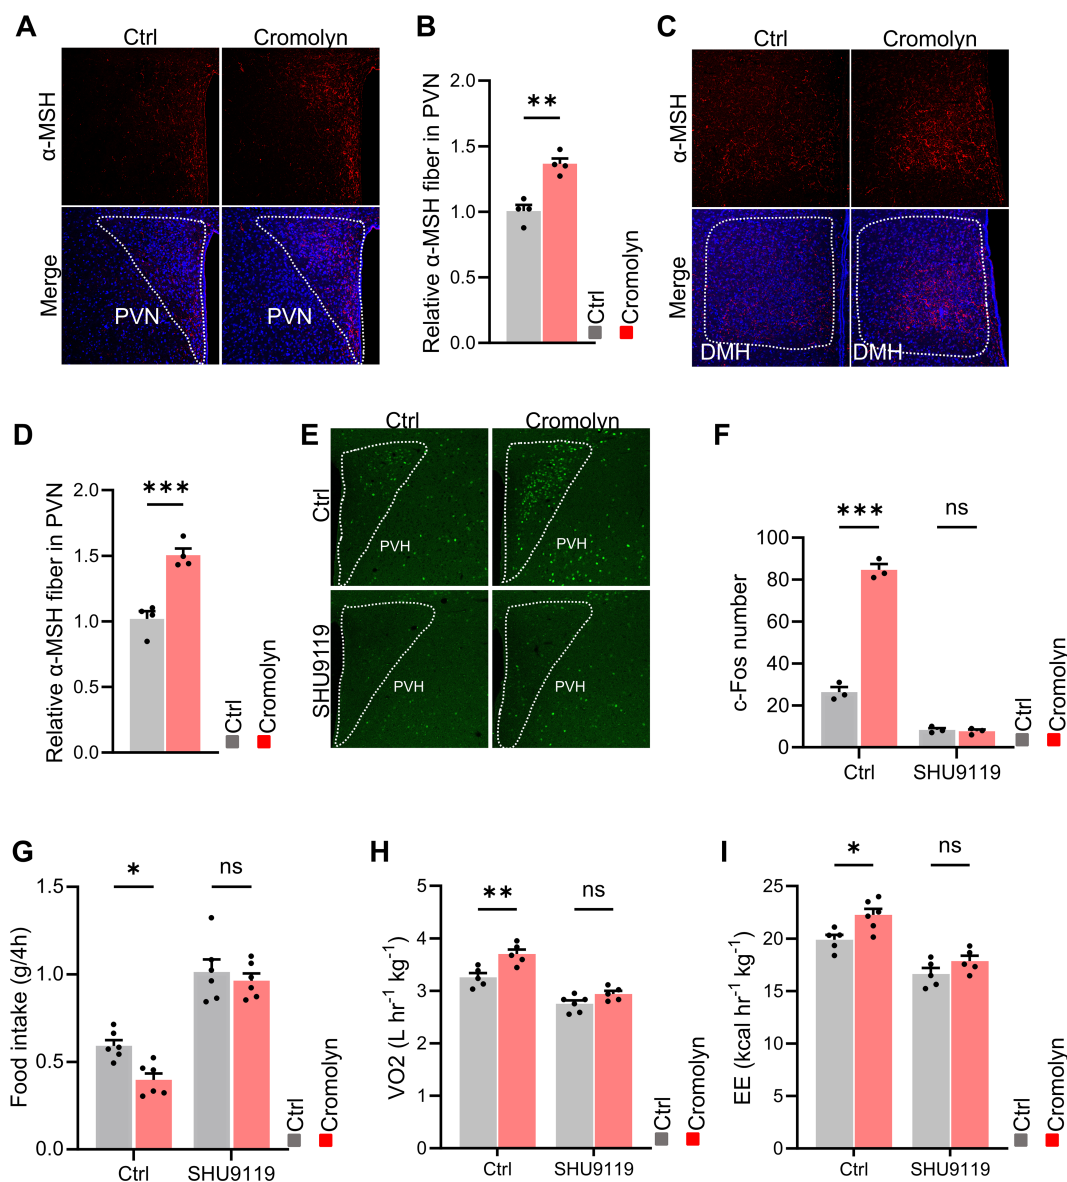 A
Ctrl
Cromolyn
α-MSH
Merge
PVN
PVN
B
**
Relative α-MSH fiber in PVN
2.0
1.5
1.0
0.5
0.0
Ctrl
Cromolyn
C
Ctrl
Cromolyn
α-MSH
Merge
DMH
DMH
D
***
Relative α-MSH fiber in PVN
2.0
1.5
1.0
0.5
0.0
Ctrl
Cromolyn
E
Ctrl
Cromolyn
Ctrl
SHU9119
PVH
PVH
PVH
PVH
F
***
ns
c-Fos number
100
80
60
40
20
0
Ctrl
SHU9119
Ctrl
Cromolyn
G
*
ns
Food intake (g/4h)
1.5
1.0
0.5
0.0
Ctrl
SHU9119
Ctrl
Cromolyn
H
**
ns
VO2 (L hr⁻¹ kg⁻¹)
5
4
3
2
1
0
Ctrl
SHU9119
Ctrl
Cromolyn
I
*
ns
EE (kcal hr⁻¹ kg⁻¹)
25
20
15
10
5
0
Ctrl
SHU9119
Ctrl
Cromolyn